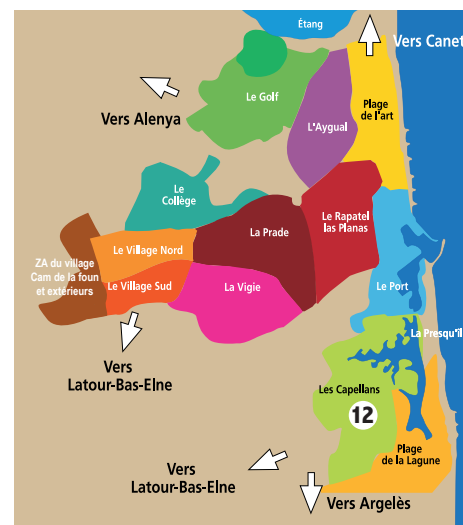 Étang
Vers Canet
Le Golf
Plage
de l'art
Vers Alenya
L'Aygual
Le
Collège
Le Rapatel
las Planas
La Prade
Le Village Nord
ZA du village
Cam de la foun
et extérieurs
Le Village Sud
La Vigie
Le Port
La Presqu'îl
Vers
Latour-Bas-Elne
Les Capellans
12
Plage
de la Lagune
Vers
Latour-Bas-Elne
Vers Argelès